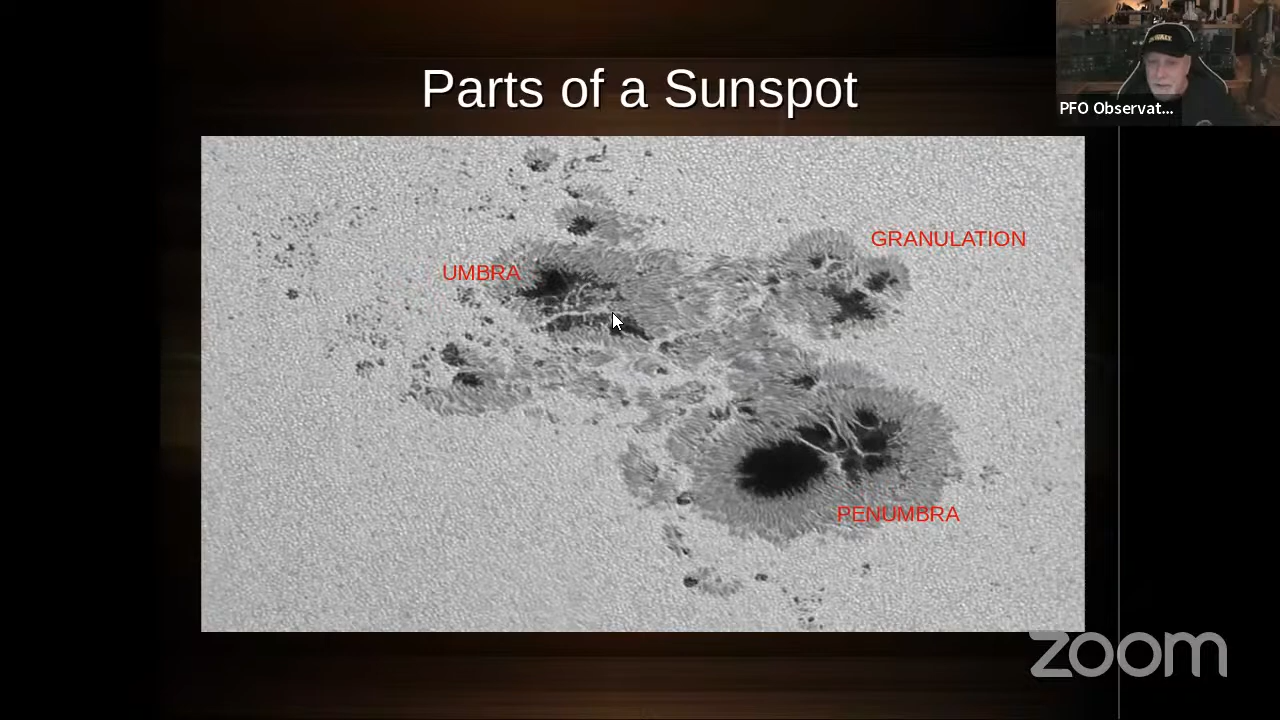 Parts of a Sunspot
PFO Observat...
GRANULATION
UMBRA
PENUMBRA
zoom